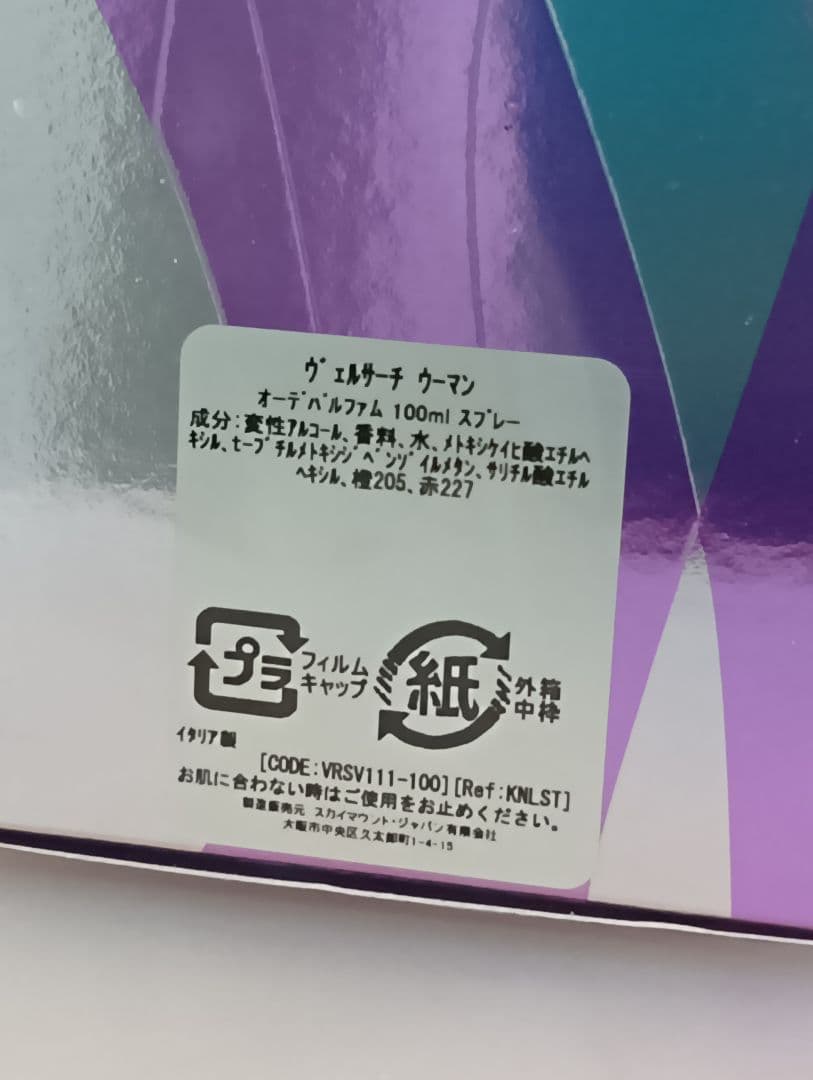 ヴェルサーチ ウーマン
オーデパルファム 100ml スプレー
成分:変性アルコール、香料、水、メトキシケイヒ酸エチルヘ
キシル、t-ブチルメトキシジベンゾイルメタン、サリチル酸エチル
ヘキシル、橙205、赤227
プラ
フィルム
キャップ
紙
外箱
中枠
イタリア製
[CODE:VRSV111-100][Ref:KNLST]
お肌に合わない時はご使用をお止めください。
製造販売元 スカイマウント・ジャパン有限会社
大阪市中央区久太郎町1-4-15